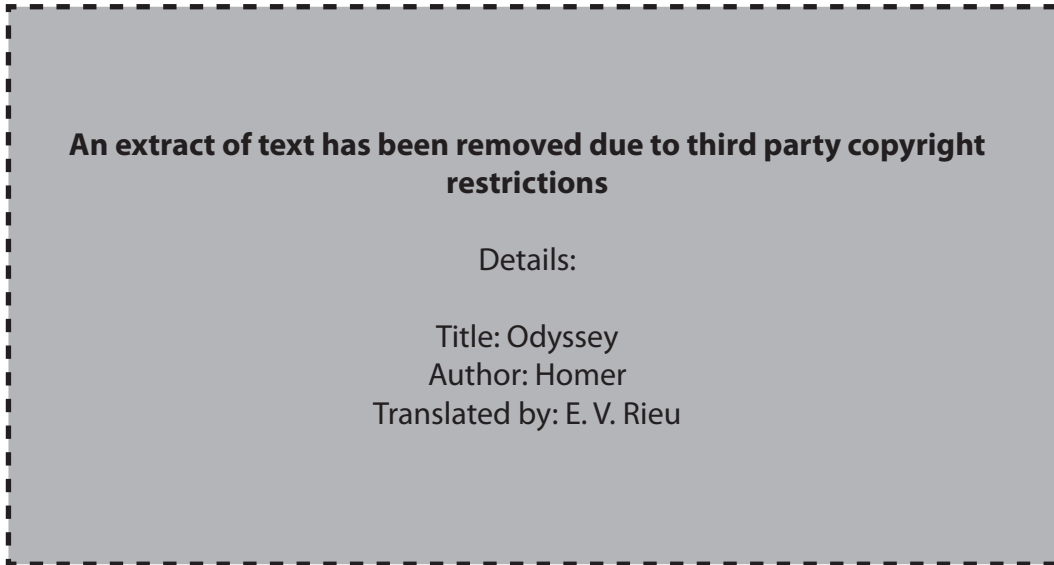 An extract of text has been removed due to third party copyright
restrictions
Details:
Title: Odyssey
Author: Homer
Translated by: E. V. Rieu